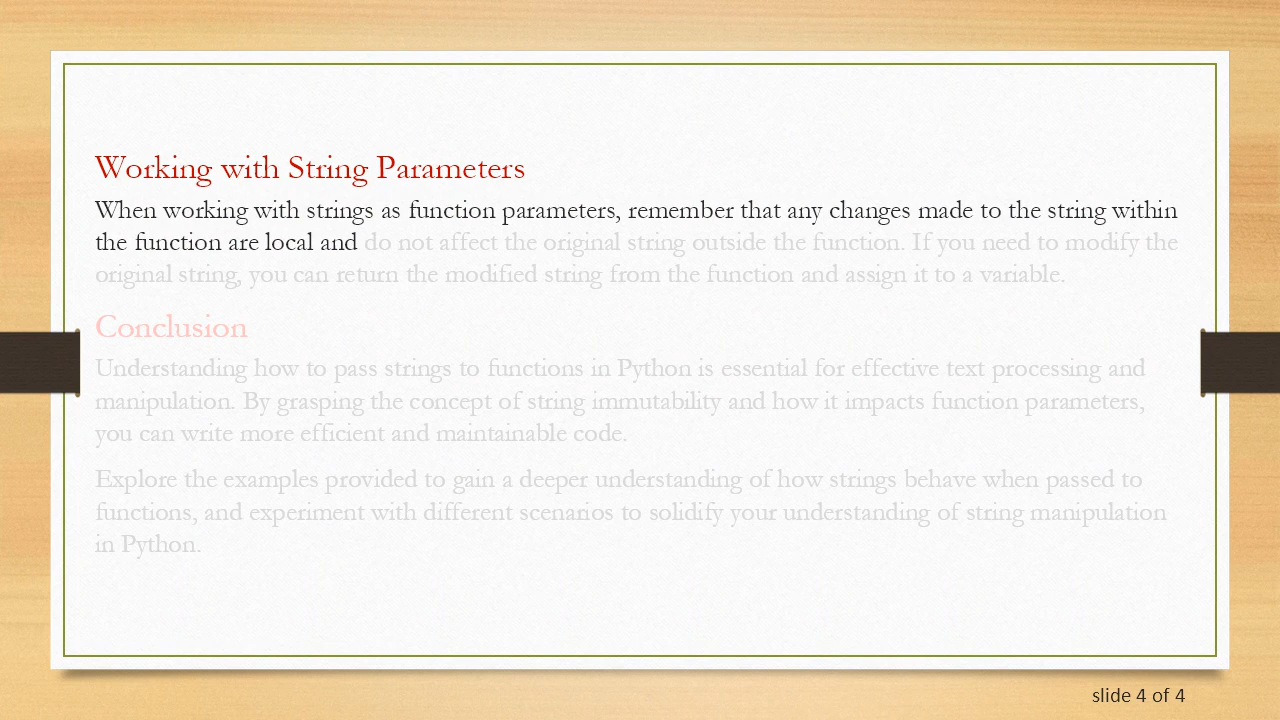 Working with String Parameters
When working with strings as function parameters, remember that any changes made to the string within
the function are local and do not affect the original string outside the function. If you need to modify the
original string, you can return the modified string from the function and assign it to a variable.
Conclusion
Understanding how to pass strings to functions in Python is essential for effective text processing and
manipulation. By grasping the concept of string immutability and how it impacts function parameters,
you can write more efficient and maintainable code.
Explore the examples provided to gain a deeper understanding of how strings behave when passed to
functions, and experiment with different scenarios to solidify your understanding of string manipulation
in Python.
slide 4 of 4